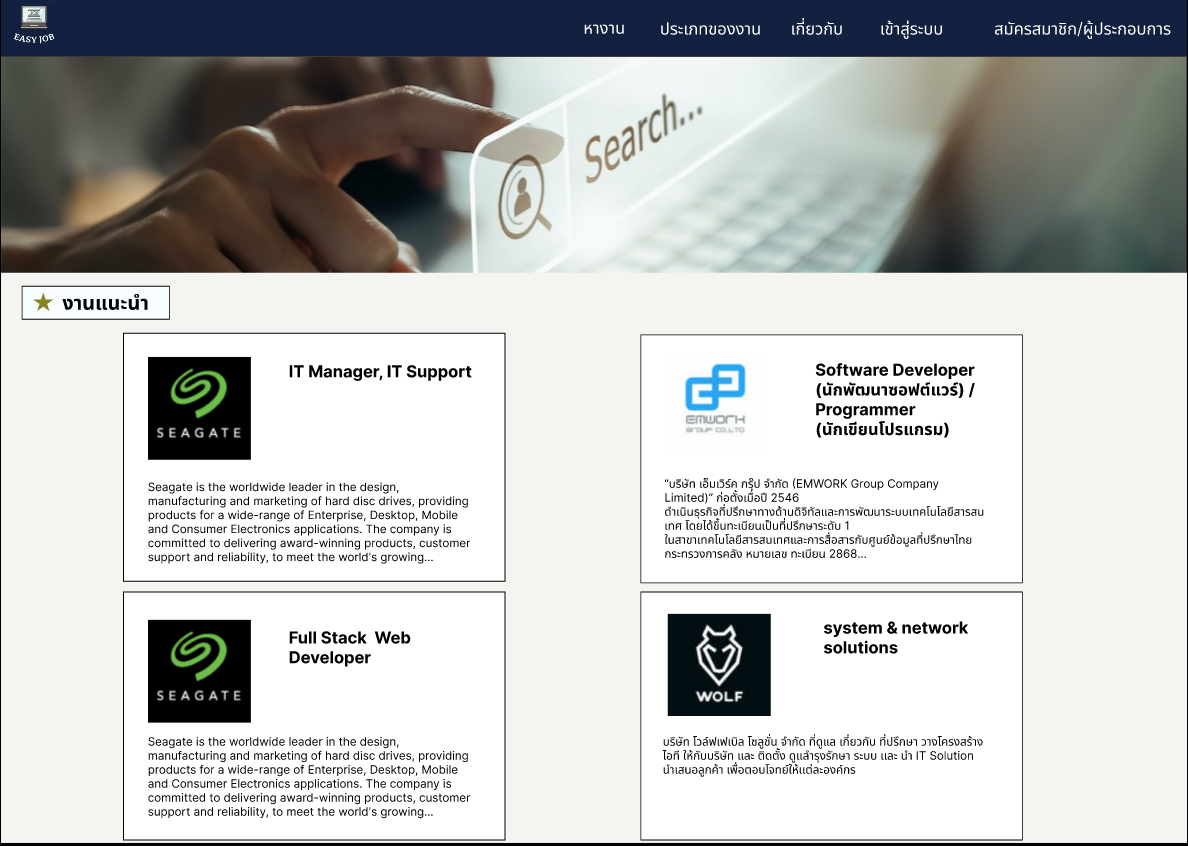 EASY JOB
หางาน ประเภทของงาน เกี่ยวกับ เข้าสู่ระบบ สมัครสมาชิก/ผู้ประกอบการ
Search...
★ งานแนะนำ
SEAGATE
IT Manager, IT Support
Seagate is the worldwide leader in the design,
manufacturing and marketing of hard disc drives, providing
products for a wide-range of Enterprise, Desktop, Mobile
and Consumer Electronics applications. The company is
committed to delivering award-winning products, customer
support and reliability, to meet the world's growing...
EMWORK
GROUP CO.,LTD
Software Developer
(นักพัฒนาซอฟต์แวร์) /
Programmer
(นักเขียนโปรแกรม)
“บริษัท เอ็มเวิร์ค กรุ๊ป จำกัด (EMWORK Group Company
Limited)” ก่อตั้งเมื่อปี 2546
ดำเนินธุรกิจที่ปรึกษาทางด้านดิจิทัลและการพัฒนาระบบเทคโนโลยีสารสน
เทศ โดยได้ขึ้นทะเบียนเป็นที่ปรึกษาระดับ 1
ในสาขาเทคโนโลยีสารสนเทศและการสื่อสารกับศูนย์ข้อมูลที่ปรึกษาไทย
กระทรวงการคลัง หมายเลข ทะเบียน 2868...
SEAGATE
Full Stack Web
Developer
Seagate is the worldwide leader in the design,
manufacturing and marketing of hard disc drives, providing
products for a wide-range of Enterprise, Desktop, Mobile
and Consumer Electronics applications. The company is
committed to delivering award-winning products, customer
support and reliability, to meet the world's growing...
WOLF
system & network
solutions
บริษัท โวล์ฟเฟเบิล โซลูชั่น จำกัด ที่ดูแล เกี่ยวกับ ที่ปรึกษา วางโครงสร้าง
ไอที ให้กับบริษัท และ ติดตั้ง ดูแลำรุงรักษา ระบบ และ นำ IT Solution
นำเสนอลูกค้า เพื่อตอบโจทย์ให้แต่ละองค์กร